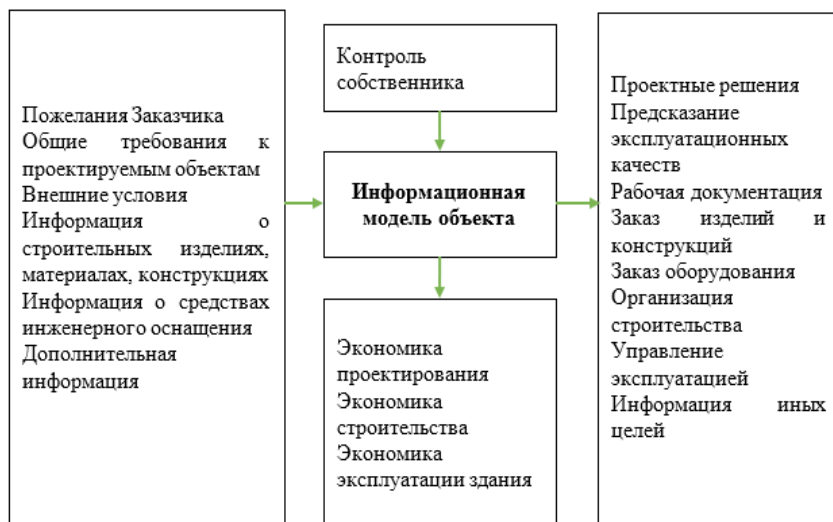 Пожелания Заказчика
Общие требования к
проектируемым объектам
Внешние условия
Информация о
строительных изделиях,
материалах, конструкциях
Информация о средствах
инженерного оснащения
Дополнительная
информация
Контроль
собственника
Информационная
модель объекта
Экономика
проектирования
Экономика
строительства
Экономика
эксплуатации здания
Проектные решения
Предсказание
эксплуатационных
качеств
Рабочая документация
Заказ изделий и
конструкций
Заказ оборудования
Организация
строительства
Управление
эксплуатацией
Информация иных
целей